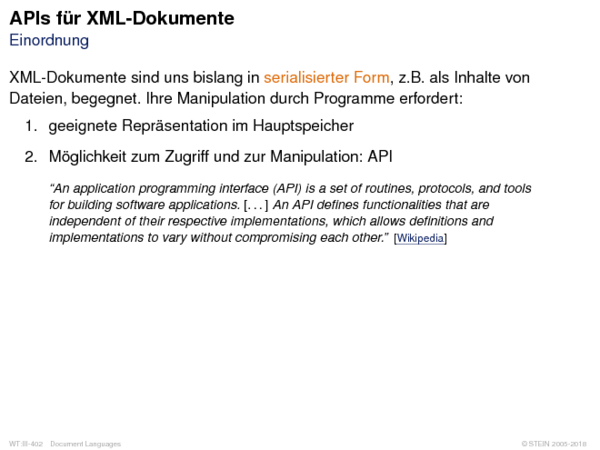 APIs für XML-Dokumente
Einordnung
XML-Dokumente sind uns bislang in serialisierter Form, z.B. als Inhalte von
Dateien, begegnet. Ihre Manipulation durch Programme erfordert:
1. geeignete Repräsentation im Hauptspeicher
2. Möglichkeit zum Zugriff und zur Manipulation: API
“An application programming interface (API) is a set of routines, protocols, and tools
for building software applications. [. . . ] An API defines functionalities that are
independent of their respective implementations, which allows definitions and
implementations to vary without compromising each other.” [Wikipedia]
WT:III-402 Document Languages © STEIN 2005-2018